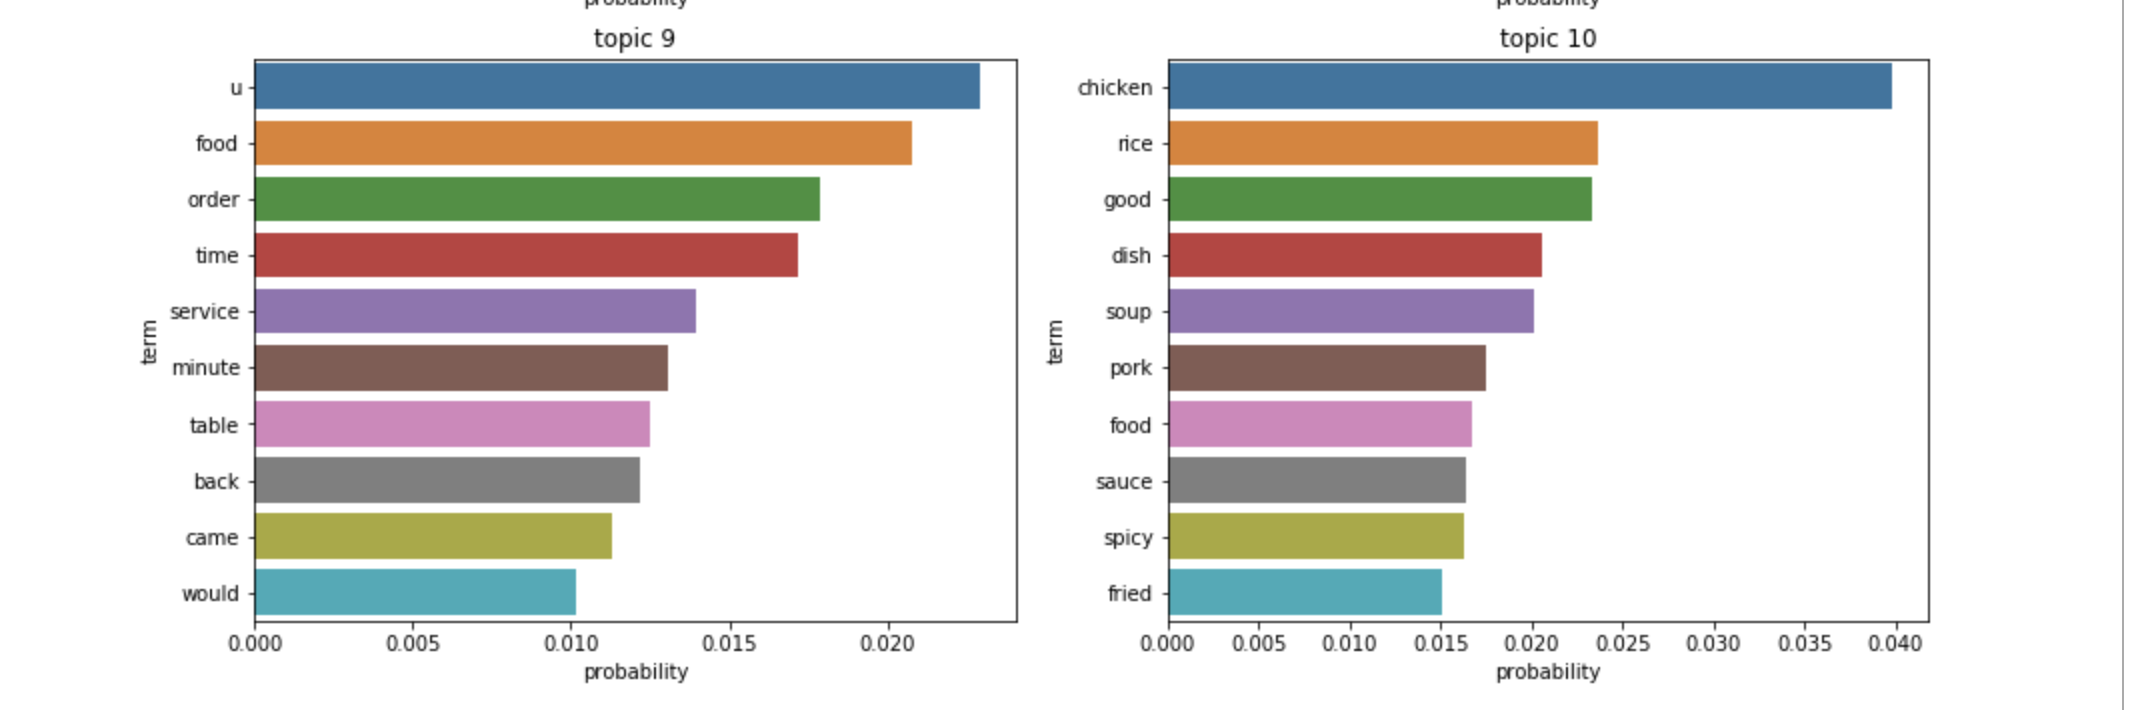 probability
probability
topic 9
u
food
order
time
service
minute
table
back
came
would
term
0.000 0.005 0.010 0.015 0.020
probability
topic 10
chicken
rice
good
dish
soup
pork
food
sauce
spicy
fried
term
0.000 0.005 0.010 0.015 0.020 0.025 0.030 0.035 0.040
probability